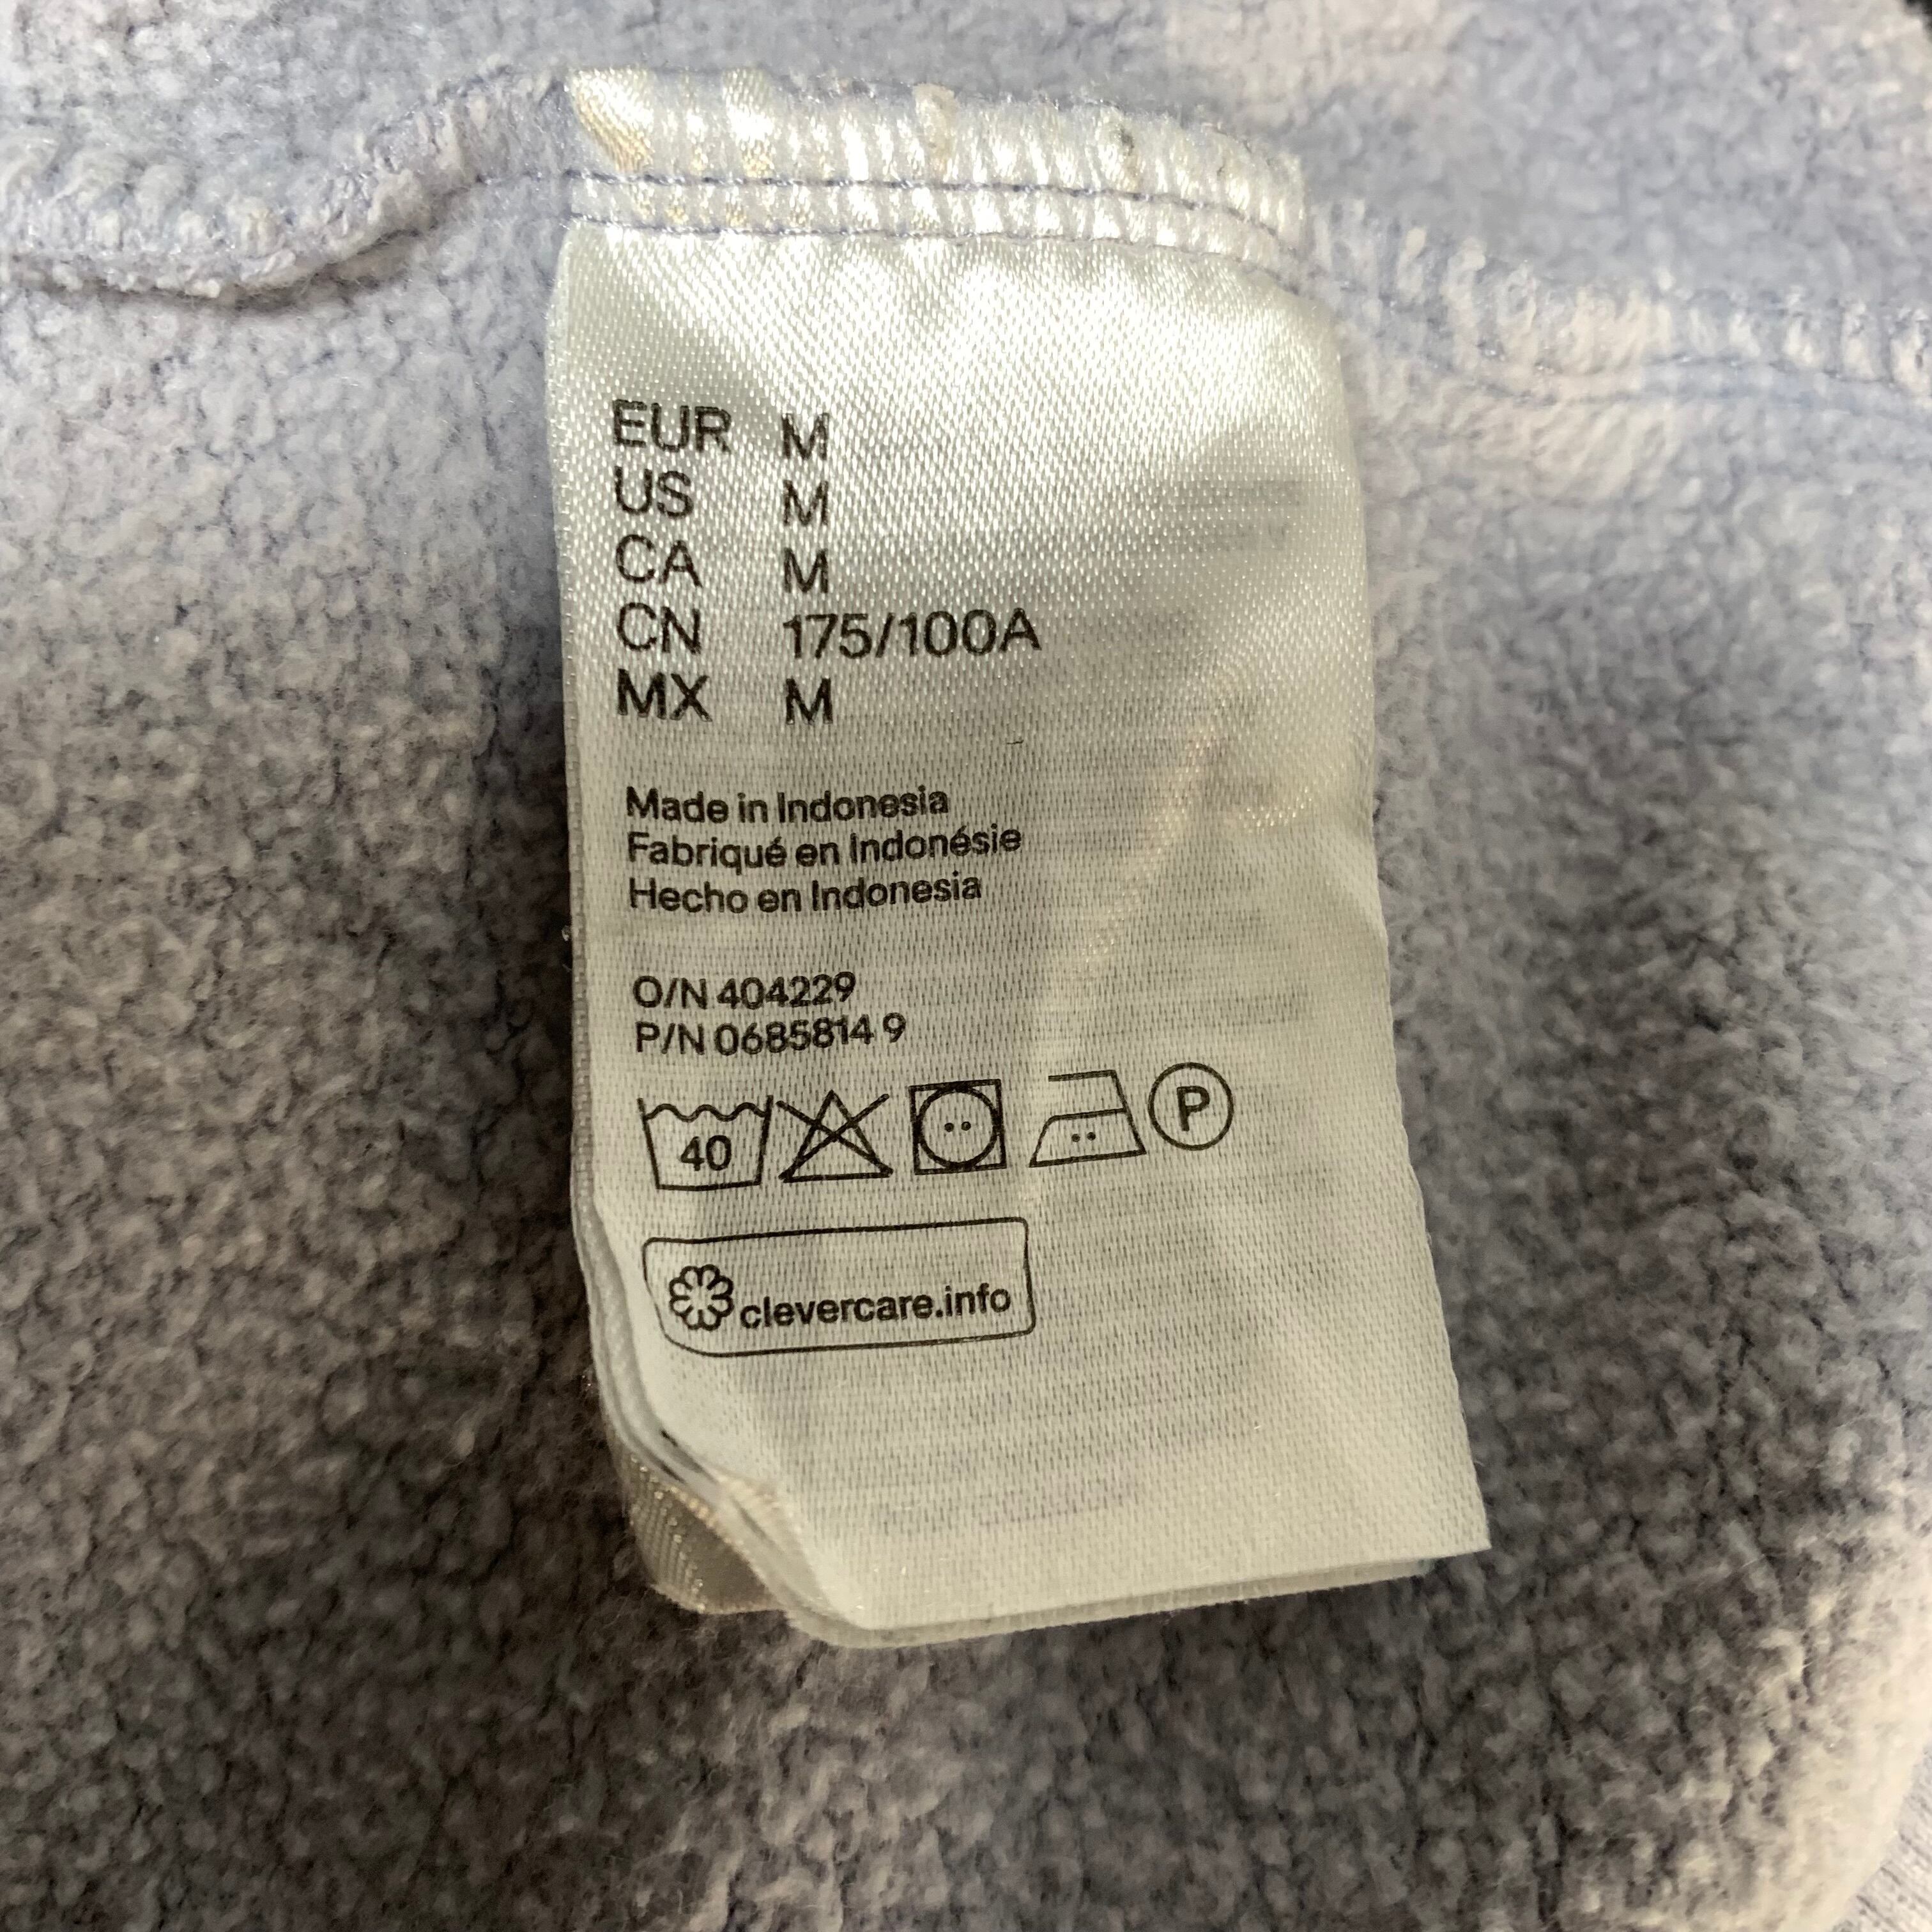 EUR M
US M
CA M
CN 175/100A
MX M
Made in Indonesia
Fabriqué en Indonésie
Hecho en Indonesia
O/N 404229
P/N 0685814 9
40
P
clevercare.info